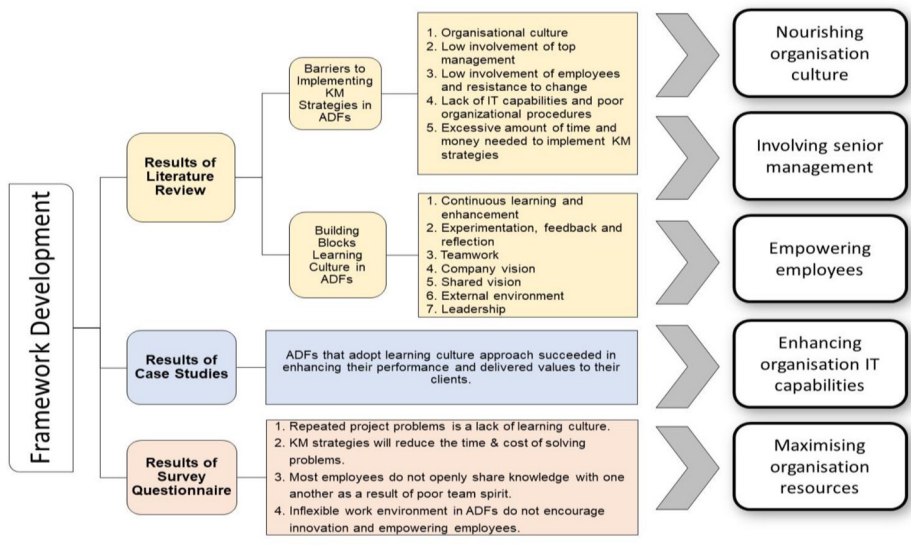 Framework Development
Results of
Literature
Review
Barriers to
Implementing
KM
Strategies in
ADFs
1. Organisational culture
2. Low involvement of top
management
3. Low involvement of employees
and resistance to change
4. Lack of IT capabilities and poor
organizational procedures
5. Excessive amount of time and
money needed to implement KM
strategies
Building
Blocks
Learning
Culture in
ADFs
1. Continuous learning and
enhancement
2. Experimentation, feedback and
reflection
3. Teamwork
4. Company vision
5. Shared vision
6. External environment
7. Leadership
Results of
Case Studies
ADFs that adopt learning culture approach succeeded in
enhancing their performance and delivered values to their
clients.
Results of
Survey
Questionnaire
1. Repeated project problems is a lack of learning culture.
2. KM strategies will reduce the time & cost of solving
problems.
3. Most employees do not openly share knowledge with one
another as a result of poor team spirit.
4. Inflexible work environment in ADFs do not encourage
innovation and empowering employees.
Nourishing
organisation
culture
Involving senior
management
Empowering
employees
Enhancing
organisation IT
capabilities
Maximising
organisation
resources